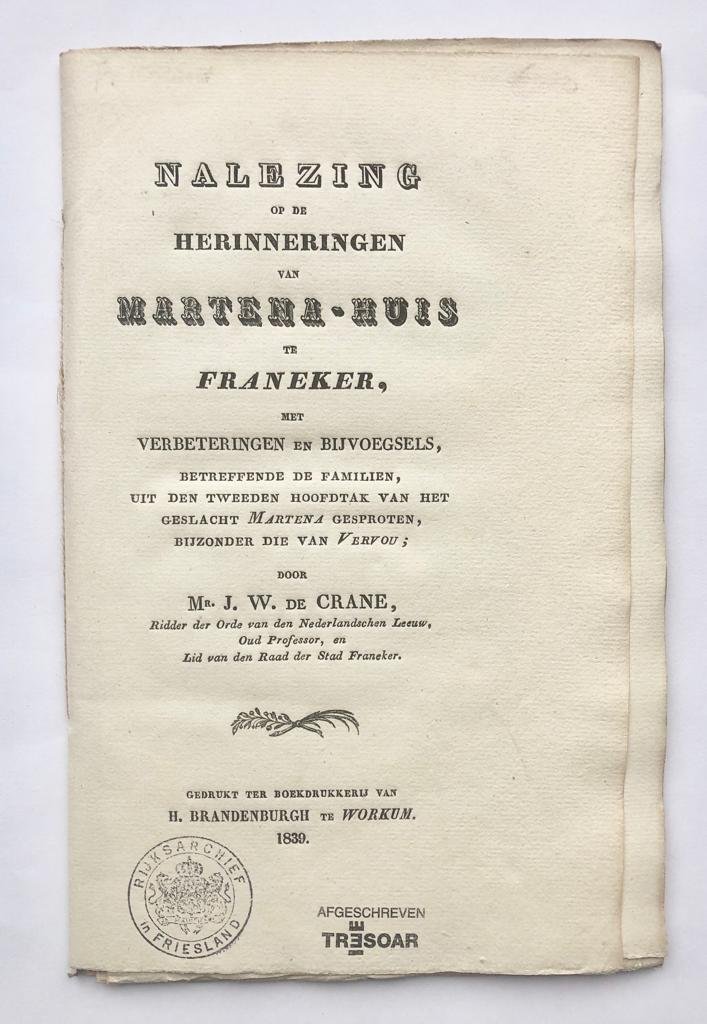 NALEZING
OP DE
HERINNERINGEN
VAN
MARTENA-HUIS
TE
FRANEKER,
MET
VERBETERINGEN EN BIJVOEGSELS,
BETREFFENDE DE FAMILIEN,
UIT DEN TWEEDEN HOOFDTAK VAN HET
GESLACHT MARTENA GESPROTEN,
BIJZONDER DIE VAN VERVOU;
DOOR
MR. J. W. DE CRANE,
Ridder der Orde van den Nederlandschen Leeuw,
Oud Professor, en
Lid van den Raad der Stad Franeker.
GEDRUKT TER BOEKDRUKKERIJ VAN
H. BRANDENBURGH TE WORKUM.
1839.
RIJKSARCHIEF
in FRIESLAND
AFGESCHREVEN
TRESOAR